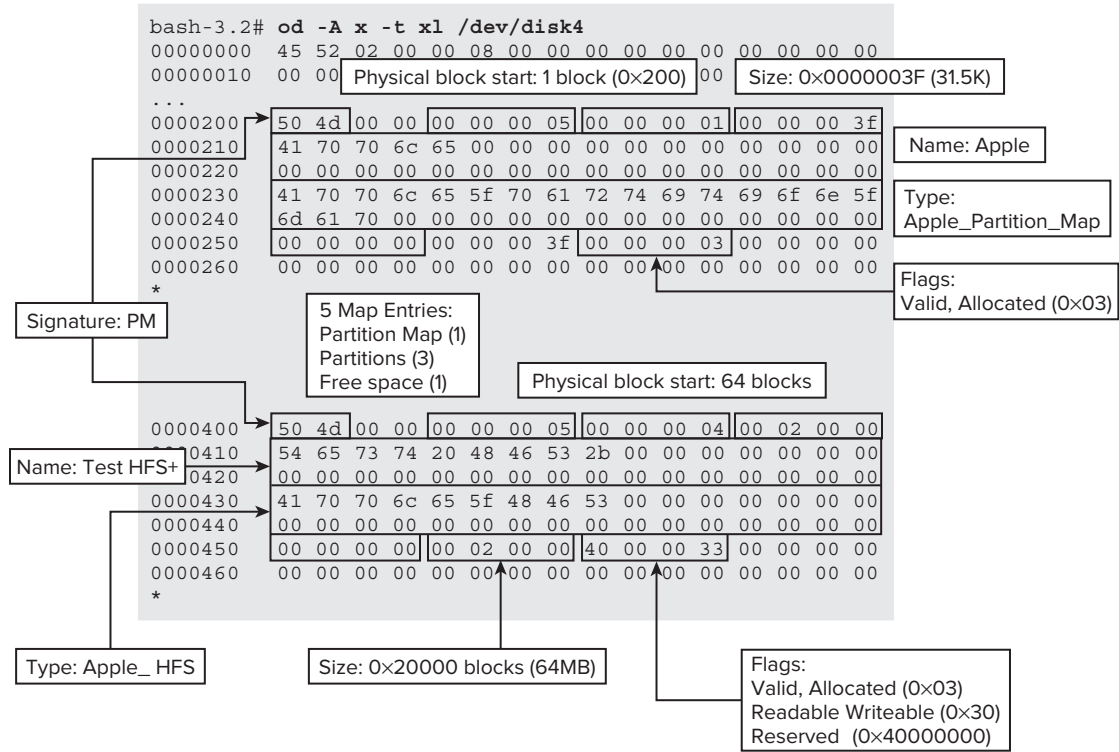 bash-3.2# od -A x -t xl /dev/disk4
00000000 45 52 02 00 00 08 00 00 00 00 00 00 00 00 00 00
00000010 00 00 00
Physical block start: 1 block (0×200)
Size: 0×0000003F (31.5K)
...
0000200 50 4d 00 00 00 00 00 05 00 00 00 01 00 00 00 3f
0000210 41 70 70 6c 65 00 00 00 00 00 00 00 00 00 00 00
Name: Apple
0000220 00 00 00 00 00 00 00 00 00 00 00 00 00 00 00 00
0000230 41 70 70 6c 65 5f 70 61 72 74 69 74 69 6f 6e 5f
0000240 6d 61 70 00 00 00 00 00 00 00 00 00 00 00 00 00
Type:
Apple_Partition_Map
0000250 00 00 00 00 00 00 00 3f 00 00 00 03 00 00 00 00
0000260 00 00 00 00 00 00 00 00 00 00 00 00 00 00 00 00
*
Flags:
Valid, Allocated (0×03)
Signature: PM
5 Map Entries:
Partition Map (1)
Partitions (3)
Free space (1)
Physical block start: 64 blocks
0000400 50 4d 00 00 00 00 00 05 00 00 00 04 00 02 00 00
0000410 54 65 73 74 20 48 46 53 2b 00 00 00 00 00 00 00
Name: Test HFS+
0000420 00 00 00 00 00 00 00 00 00 00 00 00 00 00 00 00
0000430 41 70 70 6c 65 5f 48 46 53 00 00 00 00 00 00 00
0000440 00 00 00 00 00 00 00 00 00 00 00 00 00 00 00 00
0000450 00 00 00 00 00 02 00 00 40 00 00 33 00 00 00 00
0000460 00 00 00 00 00 00 00 00 00 00 00 00 00 00 00 00
*
Type: Apple_ HFS
Size: 0×20000 blocks (64MB)
Flags:
Valid, Allocated (0×03)
Readable Writeable (0×30)
Reserved (0×40000000)